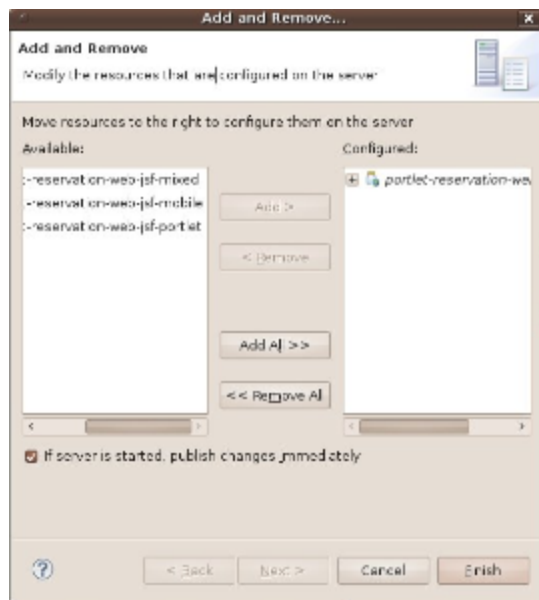 Add and Remove...
Add and Remove
Modify the resources that are configured on the server
Move resources to the right to configure them on the server
Available:
:-reservation-web-jsf-mixed
:-reservation-web-jsf-mobile
:-reservation-web-jsf-portlet
Add >
< Remove
Add All >>
<< Remove All
Configured:
portlet-reservation-we
If server is started, publish changes immediately
< Back
Next >
Cancel
Finish